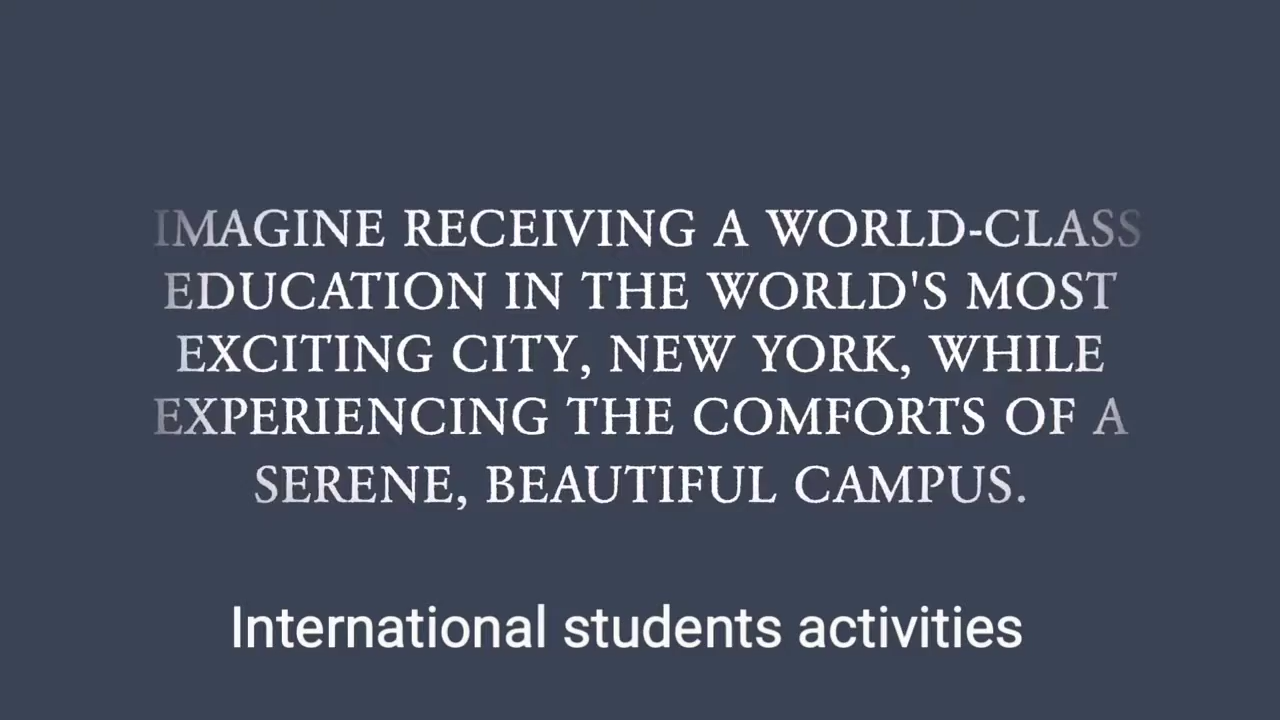 IMAGINE RECEIVING A WORLD-CLASS
EDUCATION IN THE WORLD'S MOST
EXCITING CITY, NEW YORK, WHILE
EXPERIENCING THE COMFORTS OF A
SERENE, BEAUTIFUL CAMPUS.
International students activities